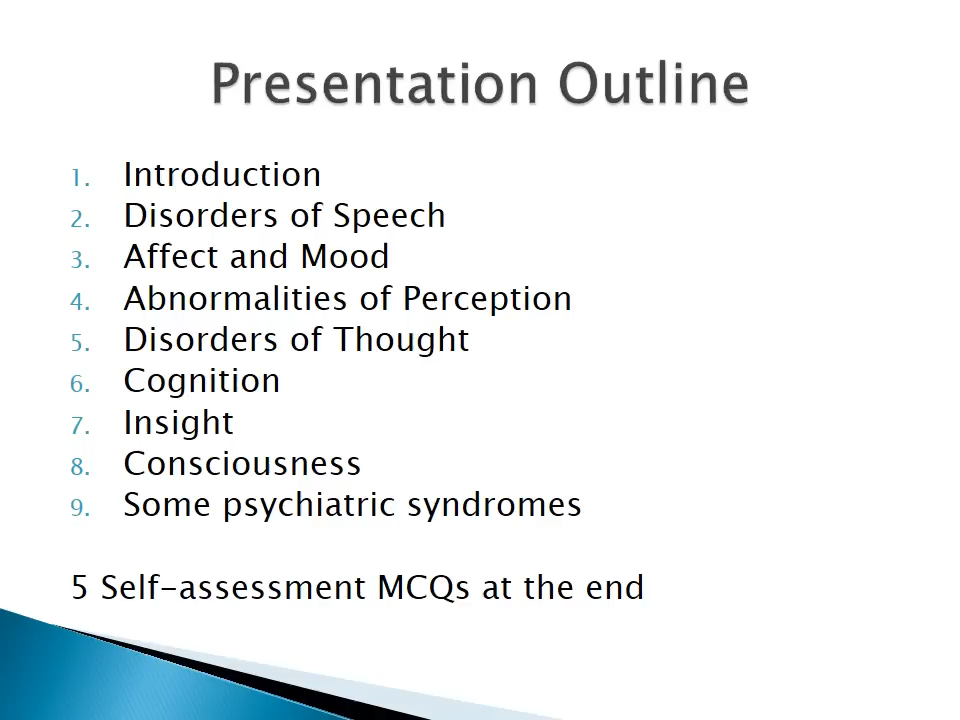 Presentation Outline
1. Introduction
2. Disorders of Speech
3. Affect and Mood
4. Abnormalities of Perception
5. Disorders of Thought
6. Cognition
7. Insight
8. Consciousness
9. Some psychiatric syndromes
5 Self-assessment MCQs at the end